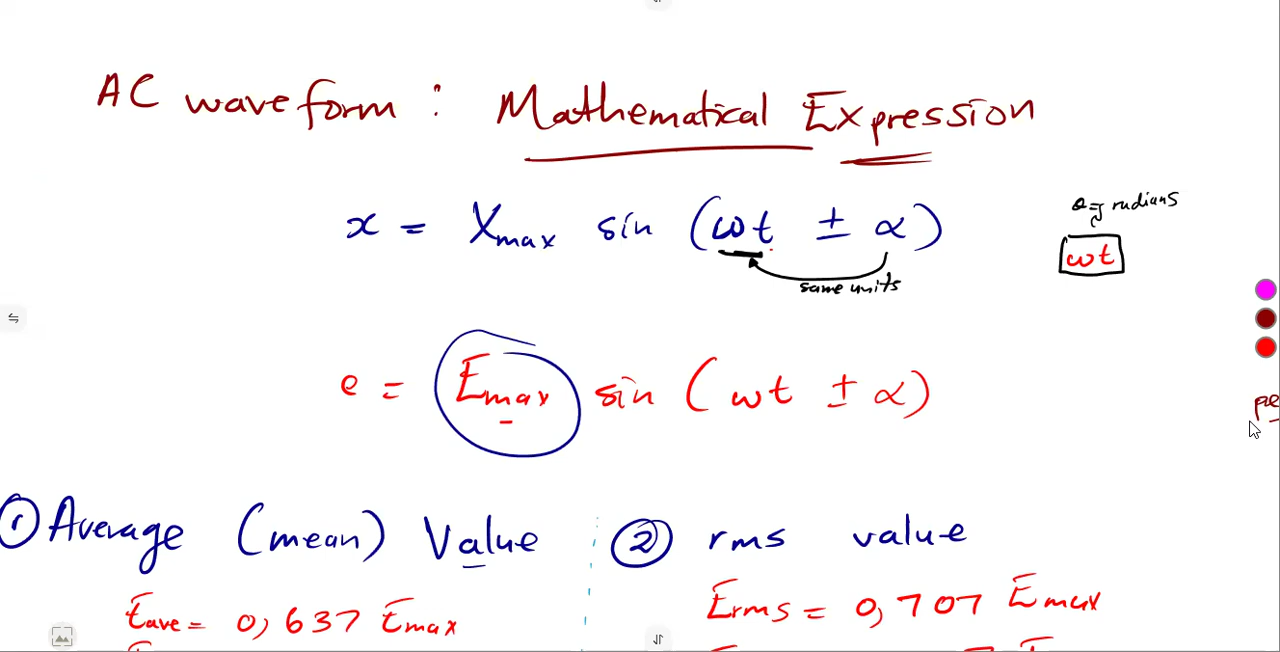 AC waveform : Mathematical Expression
x = Xmax sin (ωt ± α)
same units
radians
ωt
e = Emax sin (ωt ± α)
① Average (mean) Value
Eave = 0,637 Emax
② rms value
Erms = 0,707 Emax